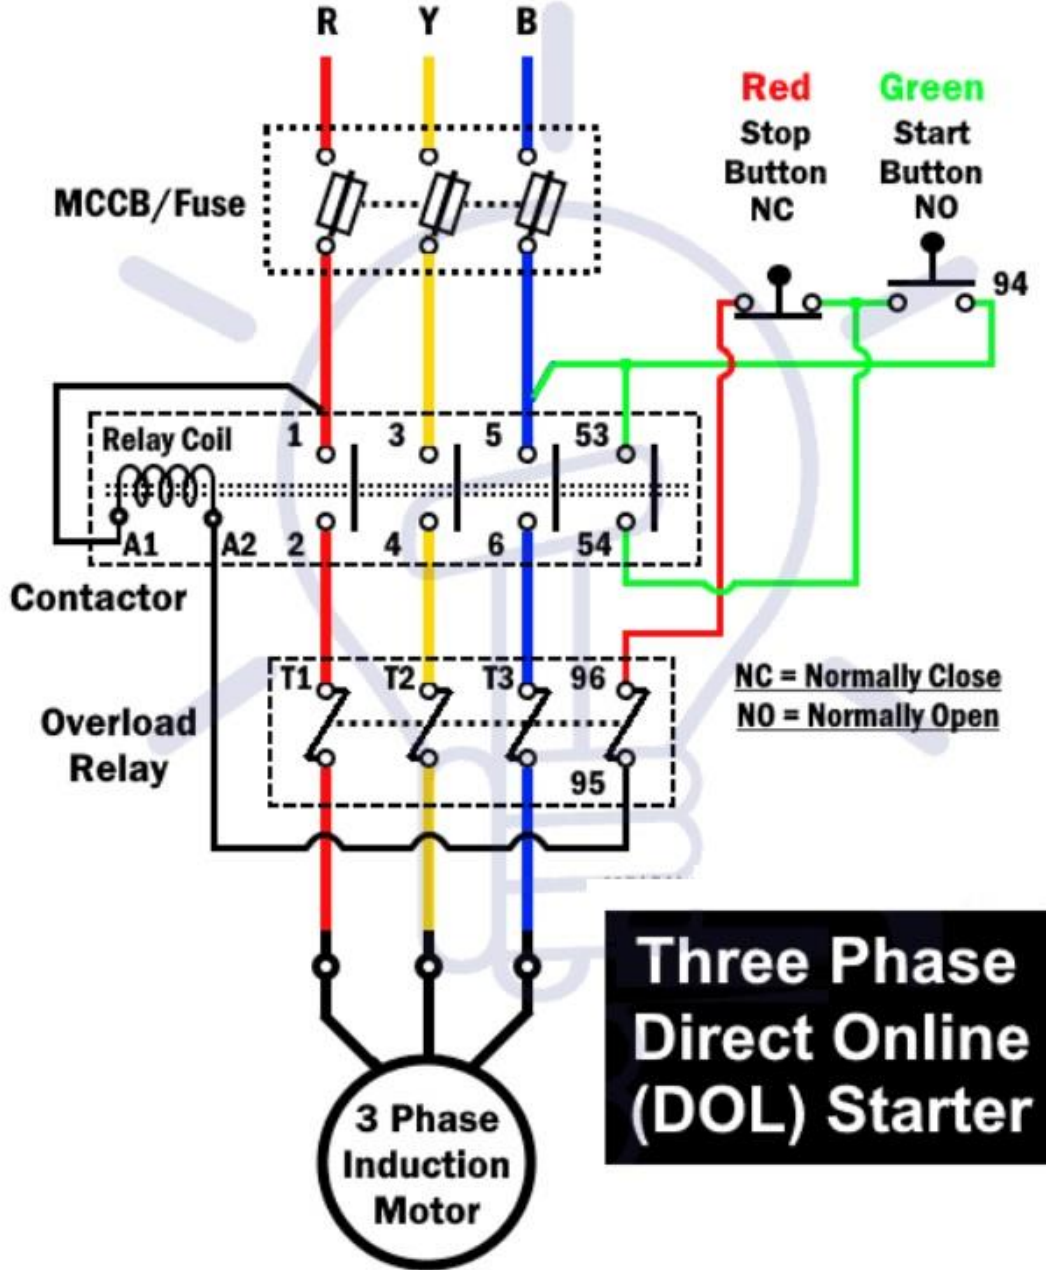 R Y B
Red Green
Stop Start
Button Button
NC NO
MCCB/Fuse
94
Relay Coil 1 3 5 53
A1 A2 2 4 6 54
Contactor
T1 T2 T3 96
NC = Normally Close
NO = Normally Open
Overload
Relay
95
Three Phase
Direct Online
(DOL) Starter
3 Phase
Induction
Motor